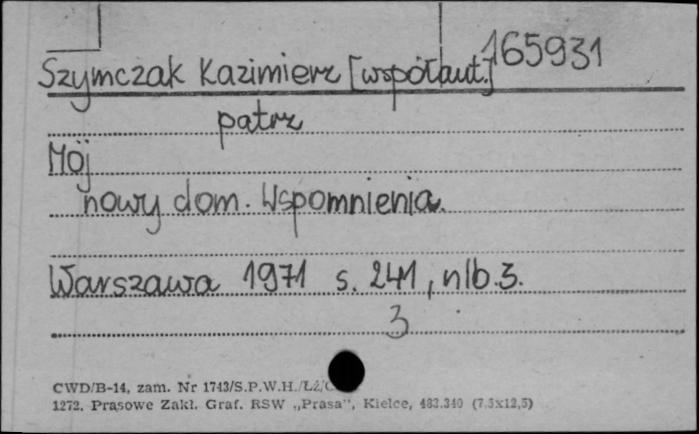 165931
Szymczak Kazimierz [współaut.]
patrz
Mój
nowy dom. Wspomnienia.
Warszawa 1971 s. 241, nlb. 3.
3
CWD/B-14, zam. Nr 1743/S.P.W.H./Łż/
1272. Prasowe Zakł. Graf. RSW „Prasa", Kielce, 483.340 (7,5x12,5)